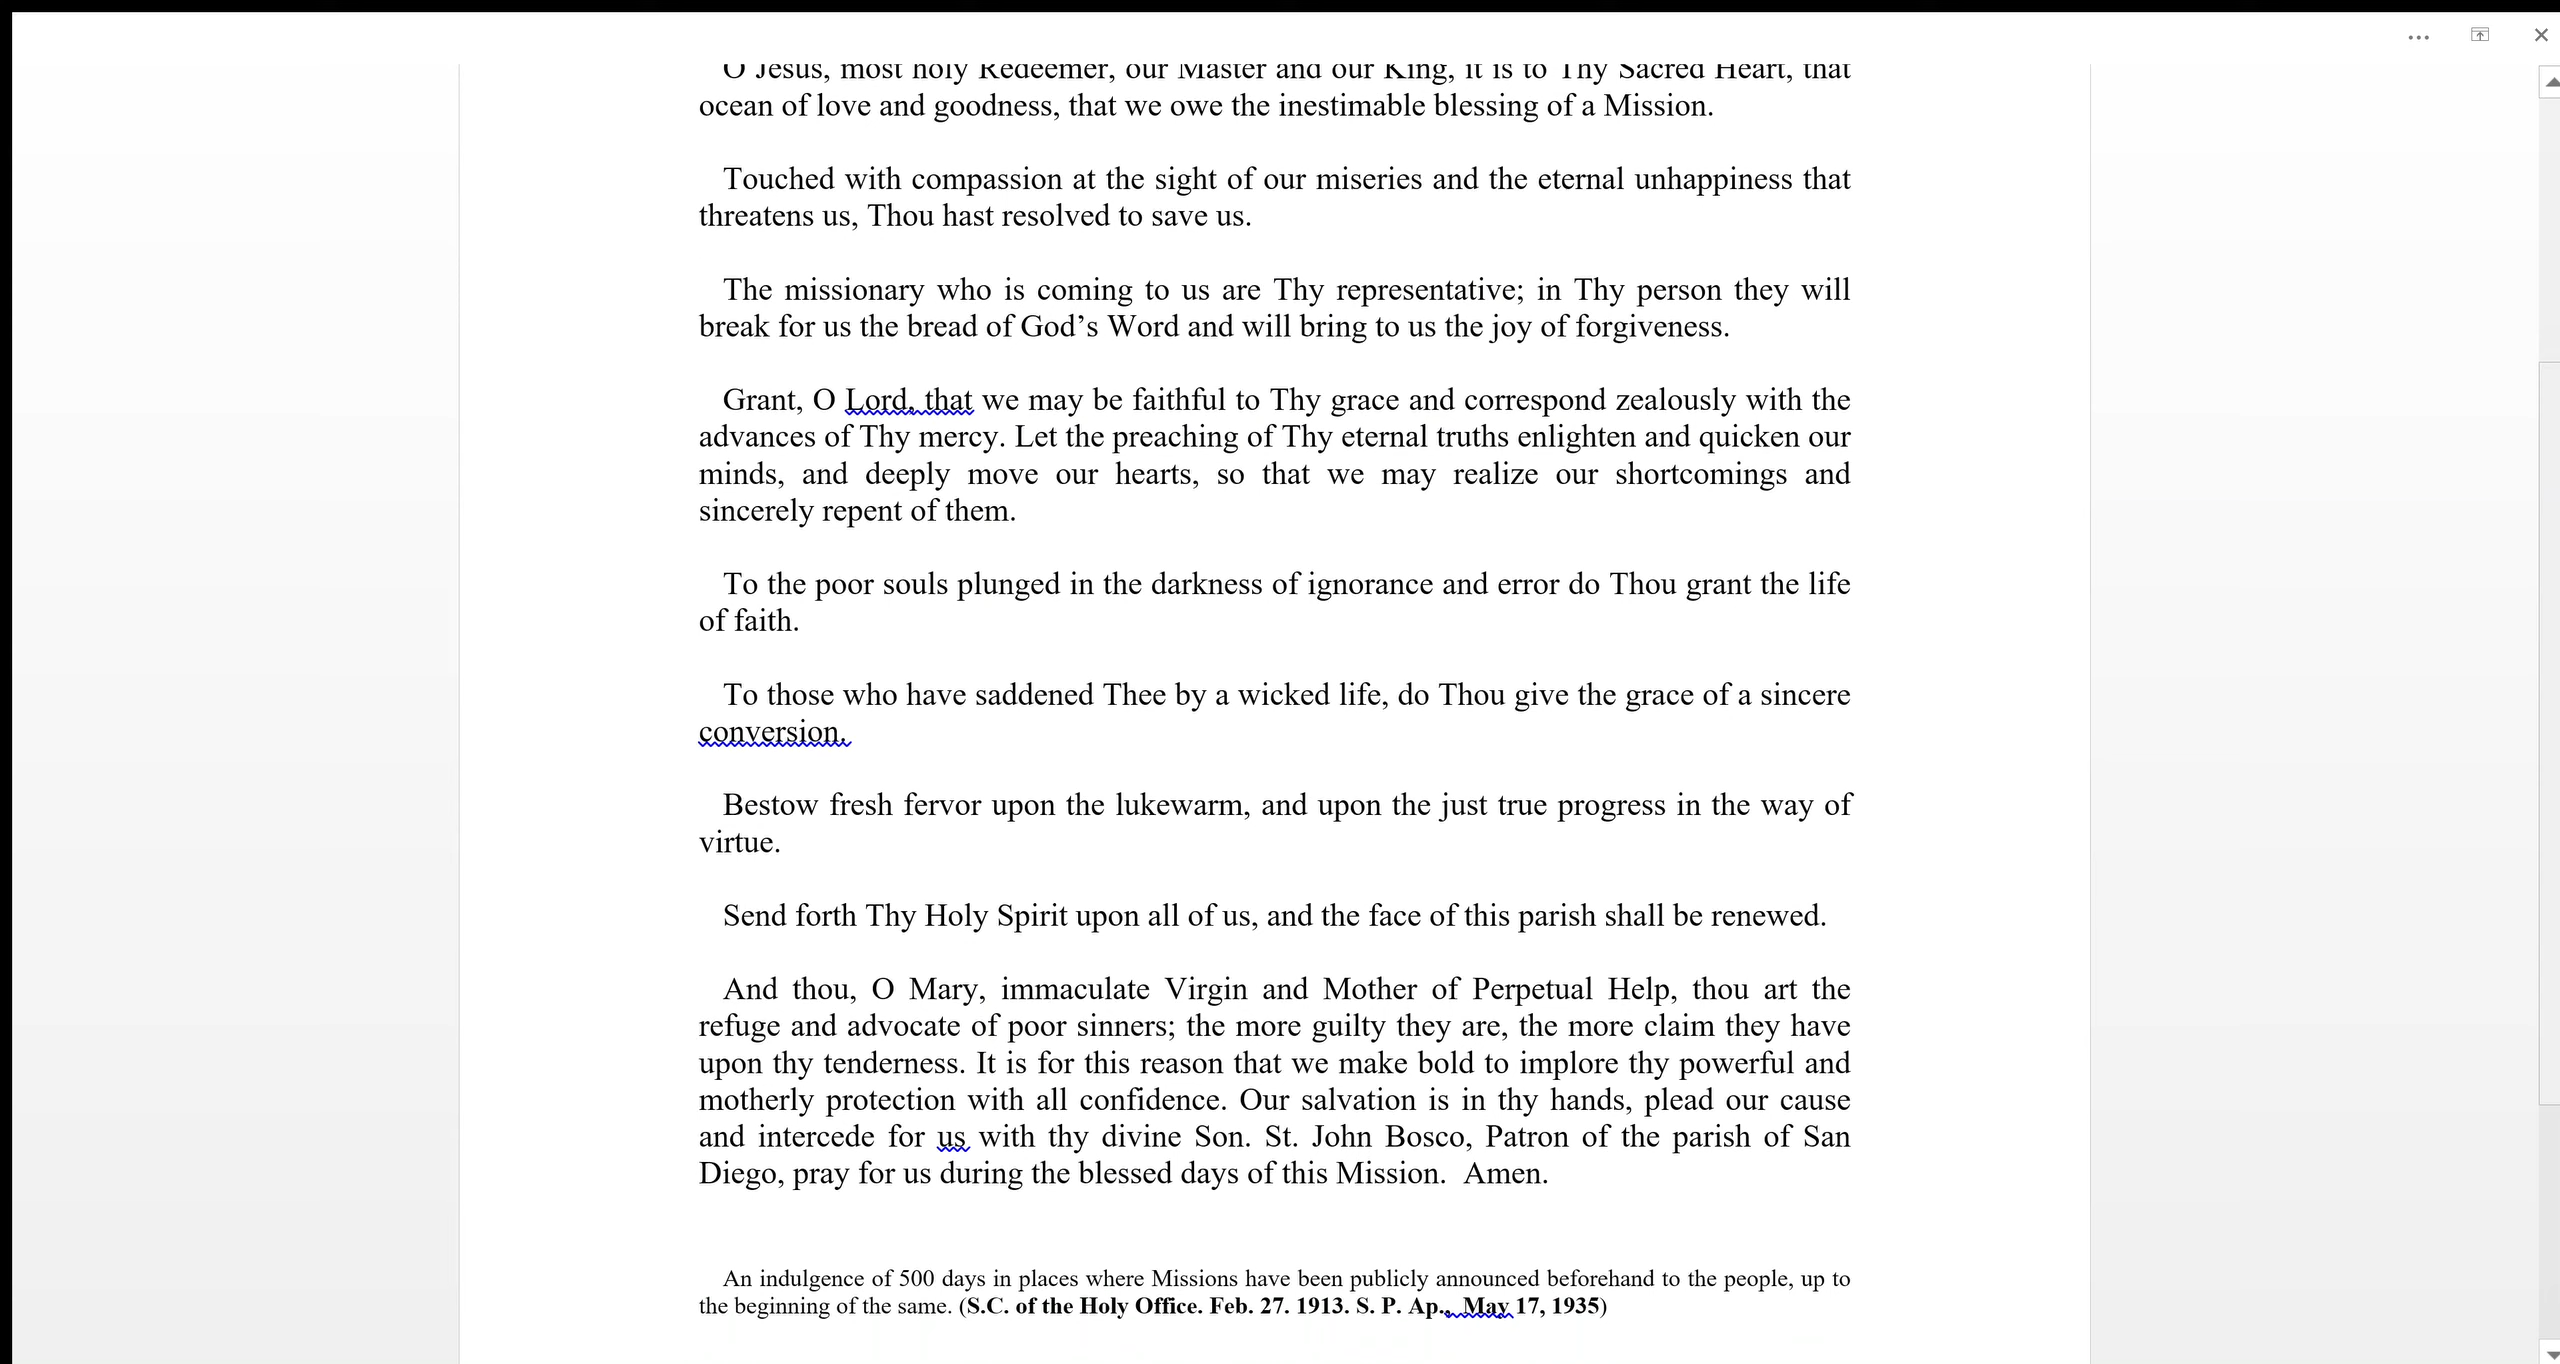 O Jesus, most holy Redeemer, our Master and our King, it is to Thy Sacred Heart, that
ocean of love and goodness, that we owe the inestimable blessing of a Mission.
Touched with compassion at the sight of our miseries and the eternal unhappiness that
threatens us, Thou hast resolved to save us.
The missionary who is coming to us are Thy representative; in Thy person they will
break for us the bread of God’s Word and will bring to us the joy of forgiveness.
Grant, O Lord, that we may be faithful to Thy grace and correspond zealously with the
advances of Thy mercy. Let the preaching of Thy eternal truths enlighten and quicken our
minds, and deeply move our hearts, so that we may realize our shortcomings and
sincerely repent of them.
To the poor souls plunged in the darkness of ignorance and error do Thou grant the life
of faith.
To those who have saddened Thee by a wicked life, do Thou give the grace of a sincere
conversion.
Bestow fresh fervor upon the lukewarm, and upon the just true progress in the way of
virtue.
Send forth Thy Holy Spirit upon all of us, and the face of this parish shall be renewed.
And thou, O Mary, immaculate Virgin and Mother of Perpetual Help, thou art the
refuge and advocate of poor sinners; the more guilty they are, the more claim they have
upon thy tenderness. It is for this reason that we make bold to implore thy powerful and
motherly protection with all confidence. Our salvation is in thy hands, plead our cause
and intercede for us with thy divine Son. St. John Bosco, Patron of the parish of San
Diego, pray for us during the blessed days of this Mission.  Amen.
An indulgence of 500 days in places where Missions have been publicly announced beforehand to the people, up to
the beginning of the same. (S.C. of the Holy Office. Feb. 27. 1913. S. P. Ap., May 17, 1935)